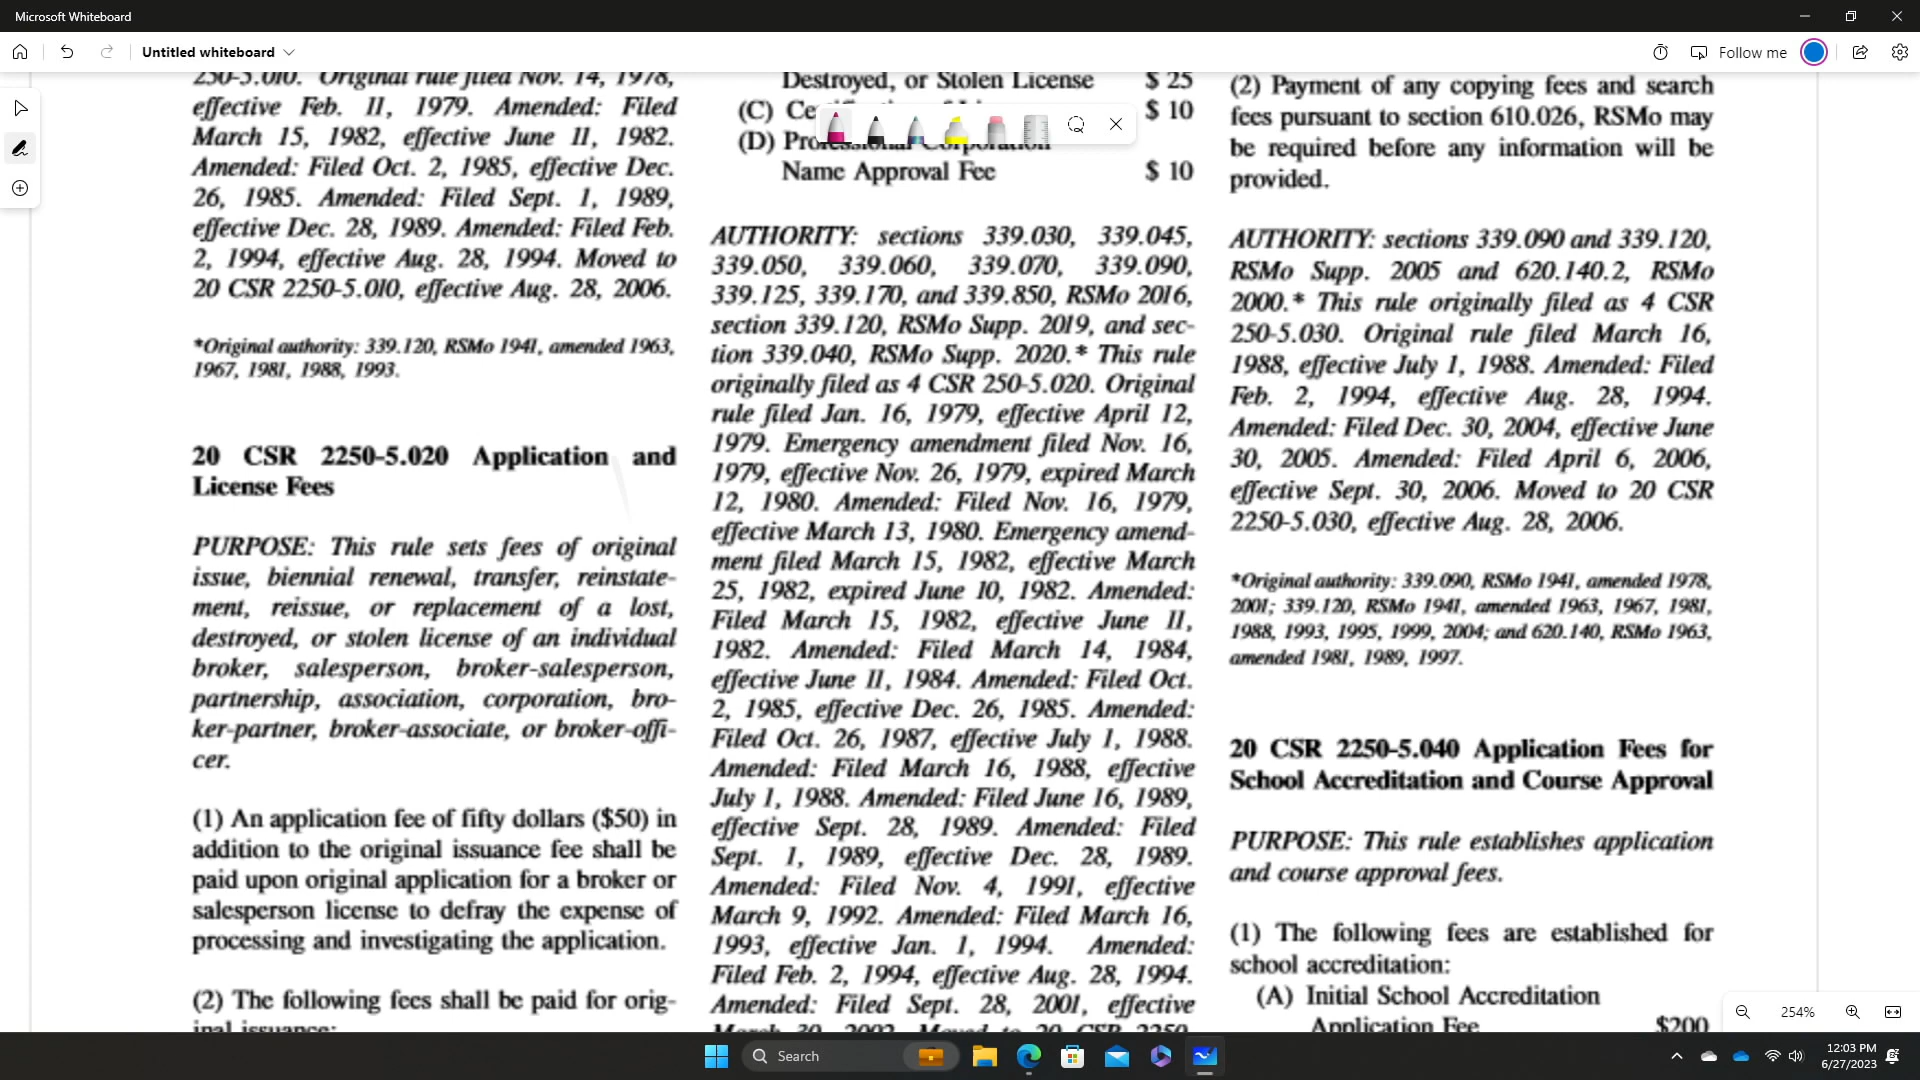 Microsoft Whiteboard
Untitled whiteboard
Follow me
250-5.010. Original rule filed Nov. 14, 1978,
effective Feb. 11, 1979. Amended: Filed
March 15, 1982, effective June 11, 1982.
Amended: Filed Oct. 2, 1985, effective Dec.
26, 1985. Amended: Filed Sept. 1, 1989,
effective Dec. 28, 1989. Amended: Filed Feb.
2, 1994, effective Aug. 28, 1994. Moved to
20 CSR 2250-5.010, effective Aug. 28, 2006.
*Original authority: 339.120, RSMo 1941, amended 1963,
1967, 1981, 1988, 1993.
20 CSR 2250-5.020 Application and
License Fees
PURPOSE: This rule sets fees of original
issue, biennial renewal, transfer, reinstate-
ment, reissue, or replacement of a lost,
destroyed, or stolen license of an individual
broker, salesperson, broker-salesperson,
partnership, association, corporation, bro-
ker-partner, broker-associate, or broker-offi-
cer.
(1) An application fee of fifty dollars ($50) in
addition to the original issuance fee shall be
paid upon original application for a broker or
salesperson license to defray the expense of
processing and investigating the application.
(2) The following fees shall be paid for orig-
inal issuance:
Destroyed, or Stolen License $ 25
(C) $ 10
(D) Professional Corporation
Name Approval Fee $ 10
AUTHORITY: sections 339.030, 339.045,
339.050, 339.060, 339.070, 339.090,
339.125, 339.170, and 339.850, RSMo 2016,
section 339.120, RSMo Supp. 2019, and sec-
tion 339.040, RSMo Supp. 2020.* This rule
originally filed as 4 CSR 250-5.020. Original
rule filed Jan. 16, 1979, effective April 12,
1979. Emergency amendment filed Nov. 16,
1979, effective Nov. 26, 1979, expired March
12, 1980. Amended: Filed Nov. 16, 1979,
effective March 13, 1980. Emergency amend-
ment filed March 15, 1982, effective March
25, 1982, expired June 10, 1982. Amended:
Filed March 15, 1982, effective June 11,
1982. Amended: Filed March 14, 1984,
effective June 11, 1984. Amended: Filed Oct.
2, 1985, effective Dec. 26, 1985. Amended:
Filed Oct. 26, 1987, effective July 1, 1988.
Amended: Filed March 16, 1988, effective
July 1, 1988. Amended: Filed June 16, 1989,
effective Sept. 28, 1989. Amended: Filed
Sept. 1, 1989, effective Dec. 28, 1989.
Amended: Filed Nov. 4, 1991, effective
March 9, 1992. Amended: Filed March 16,
1993, effective Jan. 1, 1994. Amended:
Filed Feb. 2, 1994, effective Aug. 28, 1994.
Amended: Filed Sept. 28, 2001, effective
March 30, 2002. Moved to 20 CSR 2250-
(2) Payment of any copying fees and search
fees pursuant to section 610.026, RSMo may
be required before any information will be
provided.
AUTHORITY: sections 339.090 and 339.120,
RSMo Supp. 2005 and 620.140.2, RSMo
2000.* This rule originally filed as 4 CSR
250-5.030. Original rule filed March 16,
1988, effective July 1, 1988. Amended: Filed
Feb. 2, 1994, effective Aug. 28, 1994.
Amended: Filed Dec. 30, 2004, effective June
30, 2005. Amended: Filed April 6, 2006,
effective Sept. 30, 2006. Moved to 20 CSR
2250-5.030, effective Aug. 28, 2006.
*Original authority: 339.090, RSMo 1941, amended 1978,
2001; 339.120, RSMo 1941, amended 1963, 1967, 1981,
1988, 1993, 1995, 1999, 2004; and 620.140, RSMo 1963,
amended 1981, 1989, 1997.
20 CSR 2250-5.040 Application Fees for
School Accreditation and Course Approval
PURPOSE: This rule establishes application
and course approval fees.
(1) The following fees are established for
school accreditation:
(A) Initial School Accreditation
Application Fee $200
254%
Search
12:03 PM
6/27/2023